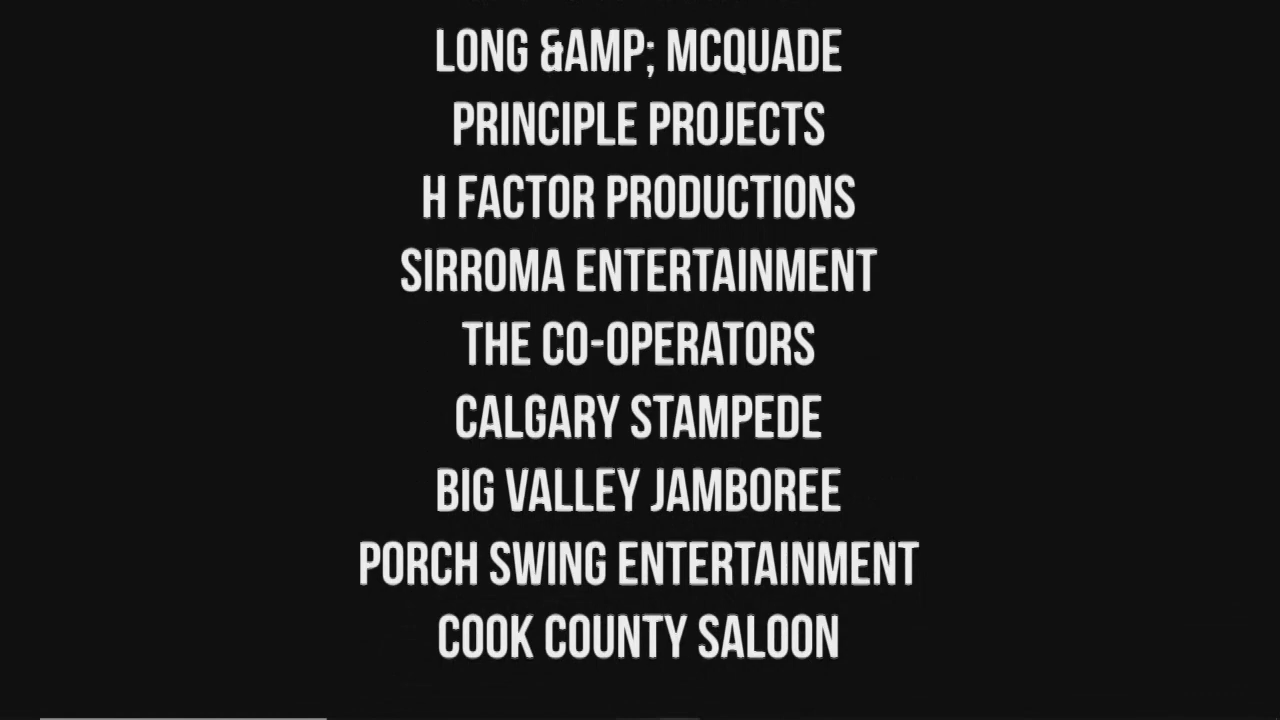 LONG &AMP; MCQUADE
PRINCIPLE PROJECTS
H FACTOR PRODUCTIONS
SIRROMA ENTERTAINMENT
THE CO-OPERATORS
CALGARY STAMPEDE
BIG VALLEY JAMBOREE
PORCH SWING ENTERTAINMENT
COOK COUNTY SALOON